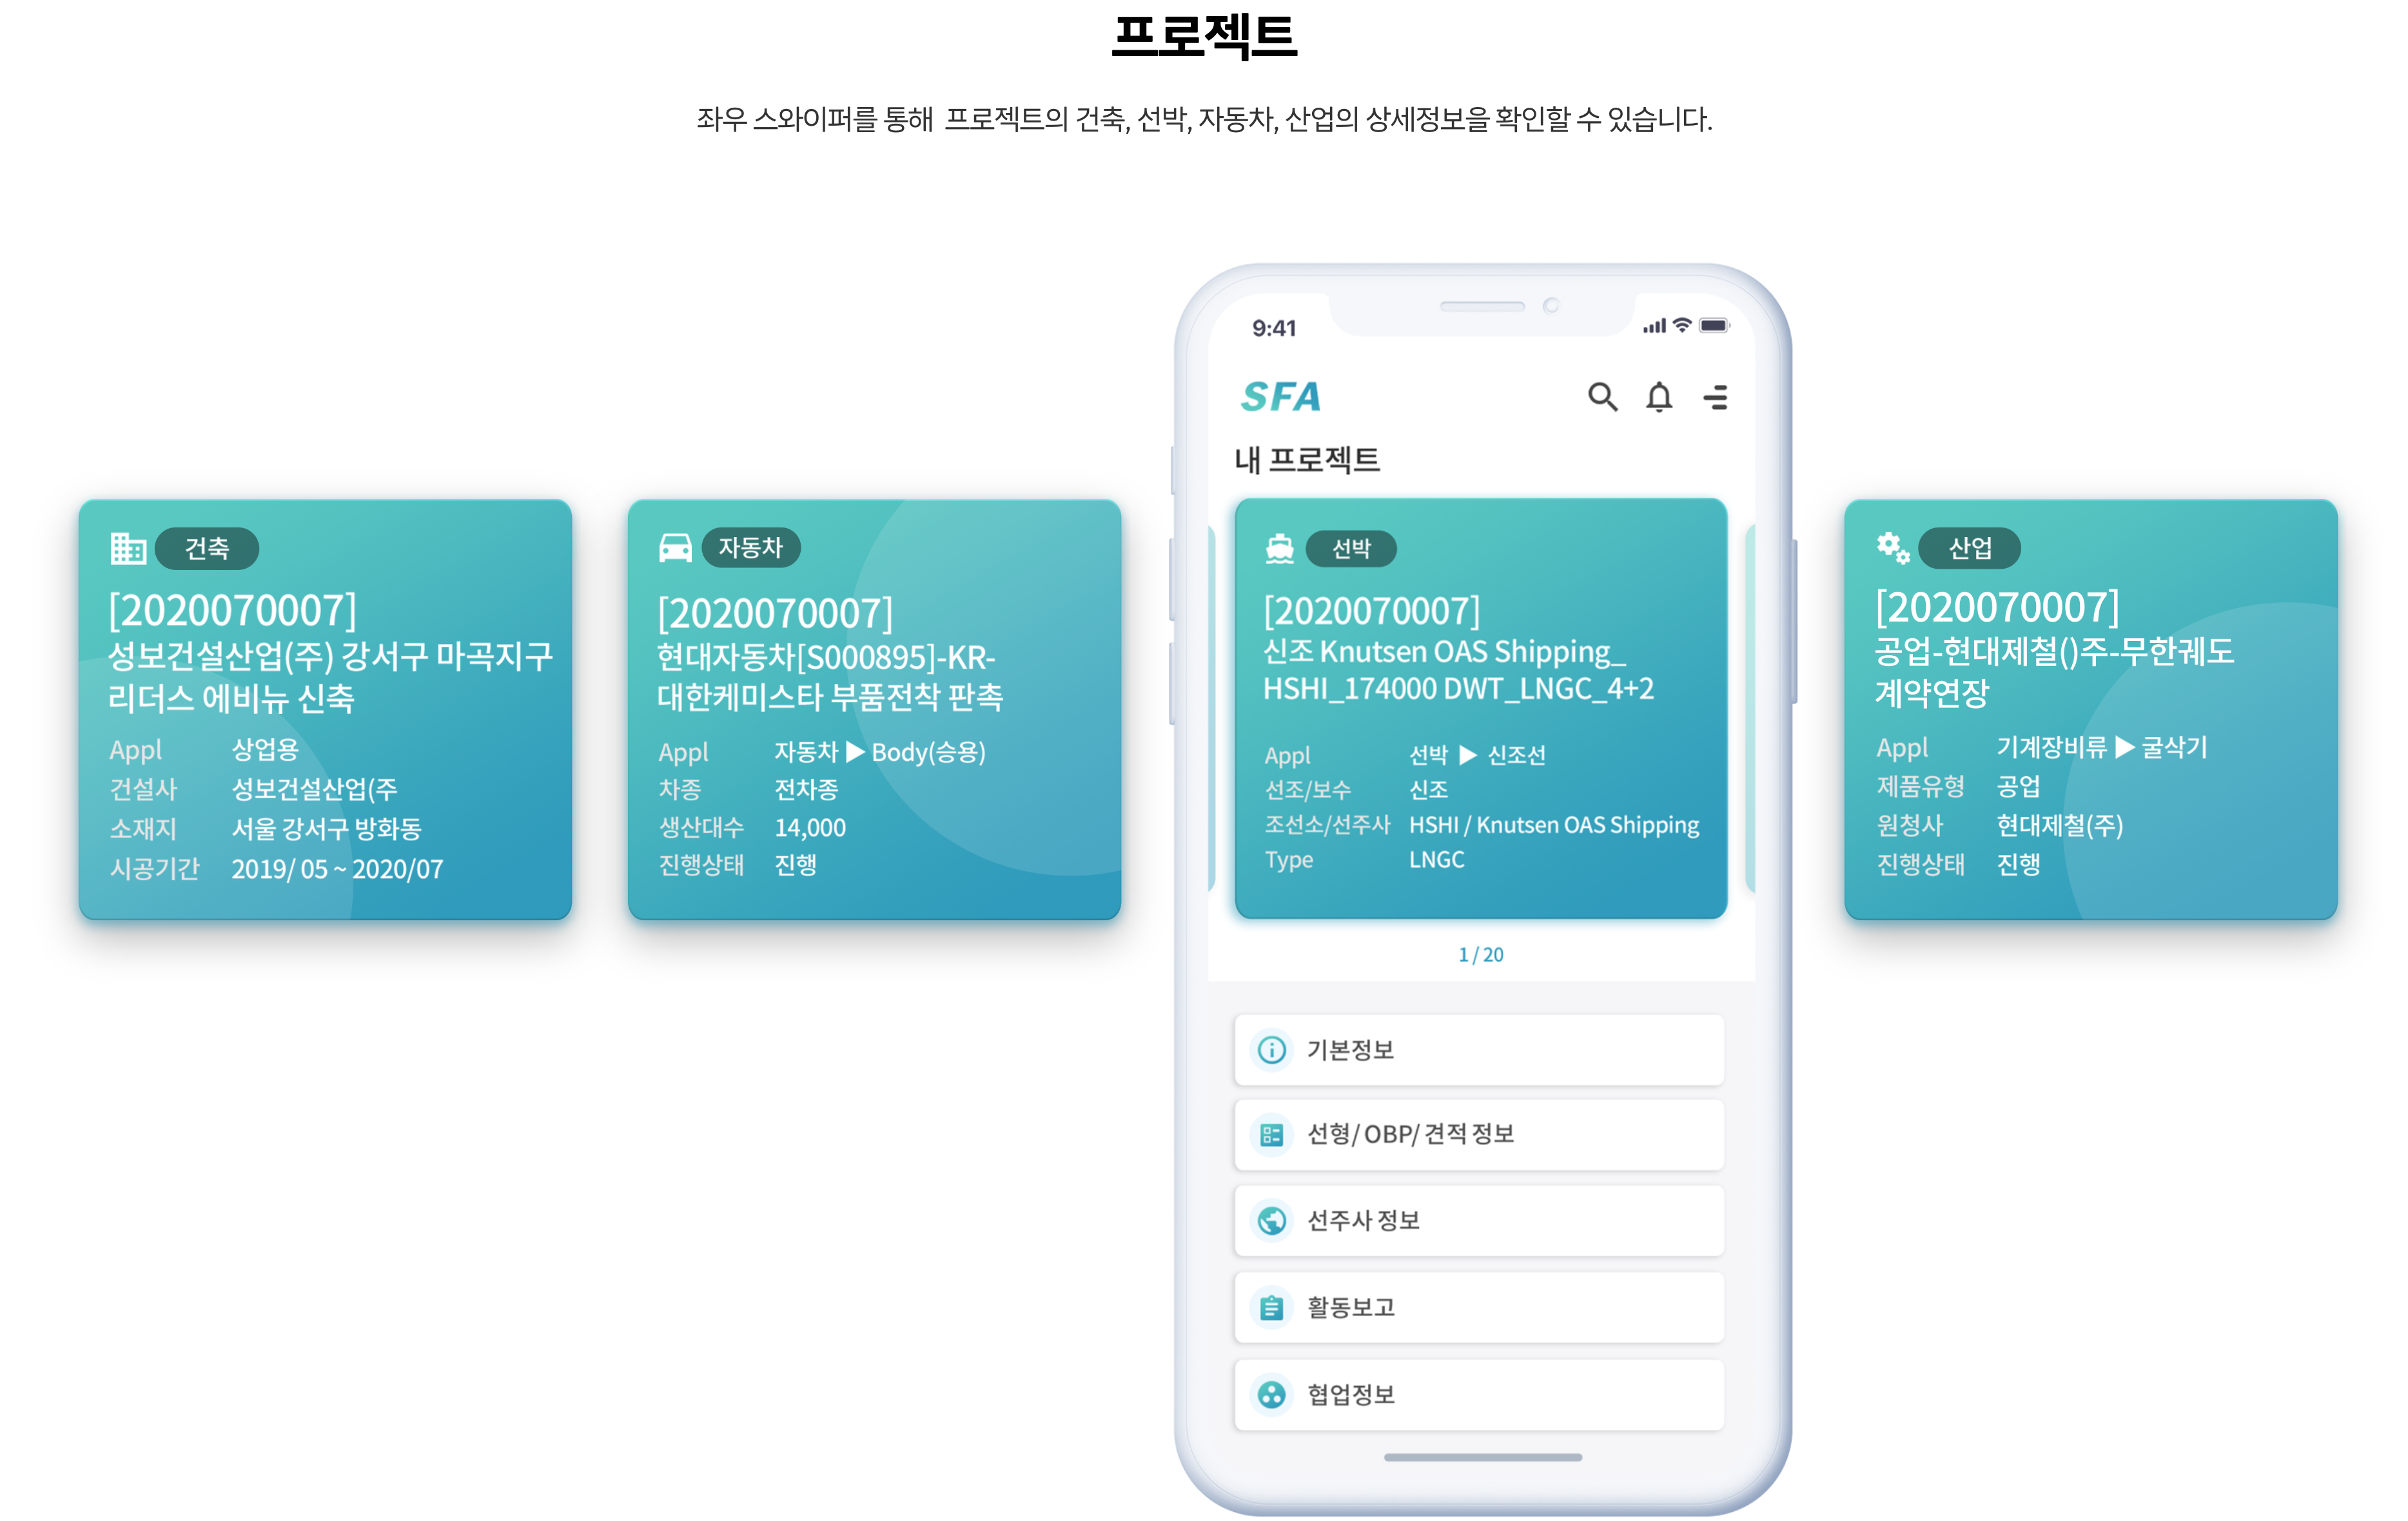 프로젝트
좌우 스와이퍼를 통해 프로젝트의 건축, 선박, 자동차, 산업의 상세정보을 확인할 수 있습니다.
건축
[2020070007]
성보건설산업(주) 강서구 마곡지구
리더스 에비뉴 신축
Appl 상업용
건설사 성보건설산업(주
소재지 서울 강서구 방화동
시공기간 2019/ 05 ~ 2020/07
자동차
[2020070007]
현대자동차[S000895]-KR-
대한케미스타 부품전착 판촉
Appl 자동차 ▶ Body(승용)
차종 전차종
생산대수 14,000
진행상태 진행
9:41
SFA
내 프로젝트
선박
[2020070007]
신조 Knutsen OAS Shipping_
HSHI_174000 DWT_LNGC_4+2
Appl 선박 ▶ 신조선
선조/보수 신조
조선소/선주사 HSHI / Knutsen OAS Shipping
Type LNGC
1 / 20
기본정보
선형/ OBP/ 견적 정보
선주사 정보
활동보고
협업정보
산업
[2020070007]
공업-현대제철()주-무한궤도
계약연장
Appl 기계장비류 ▶ 굴삭기
제품유형 공업
원청사 현대제철(주)
진행상태 진행